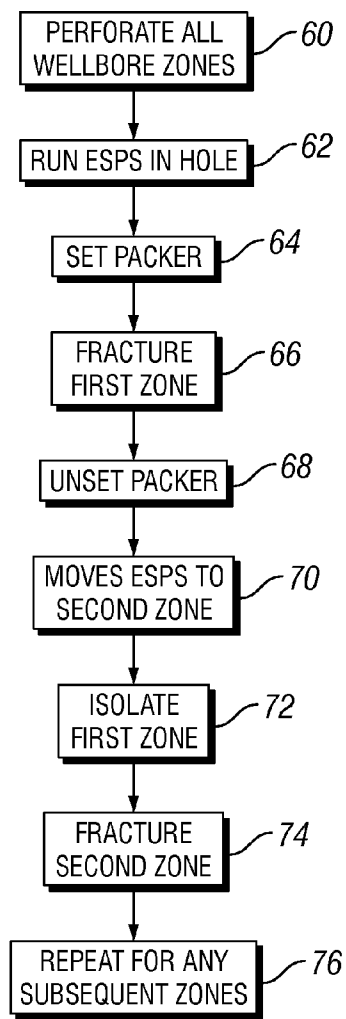 PERFORATE ALL
WELLBORE ZONES
60
RUN ESPS IN HOLE
62
SET PACKER
64
FRACTURE
FIRST ZONE
66
UNSET PACKER
68
MOVES ESPS TO
SECOND ZONE
70
ISOLATE
FIRST ZONE
72
FRACTURE
SECOND ZONE
74
REPEAT FOR ANY
SUBSEQUENT ZONES
76